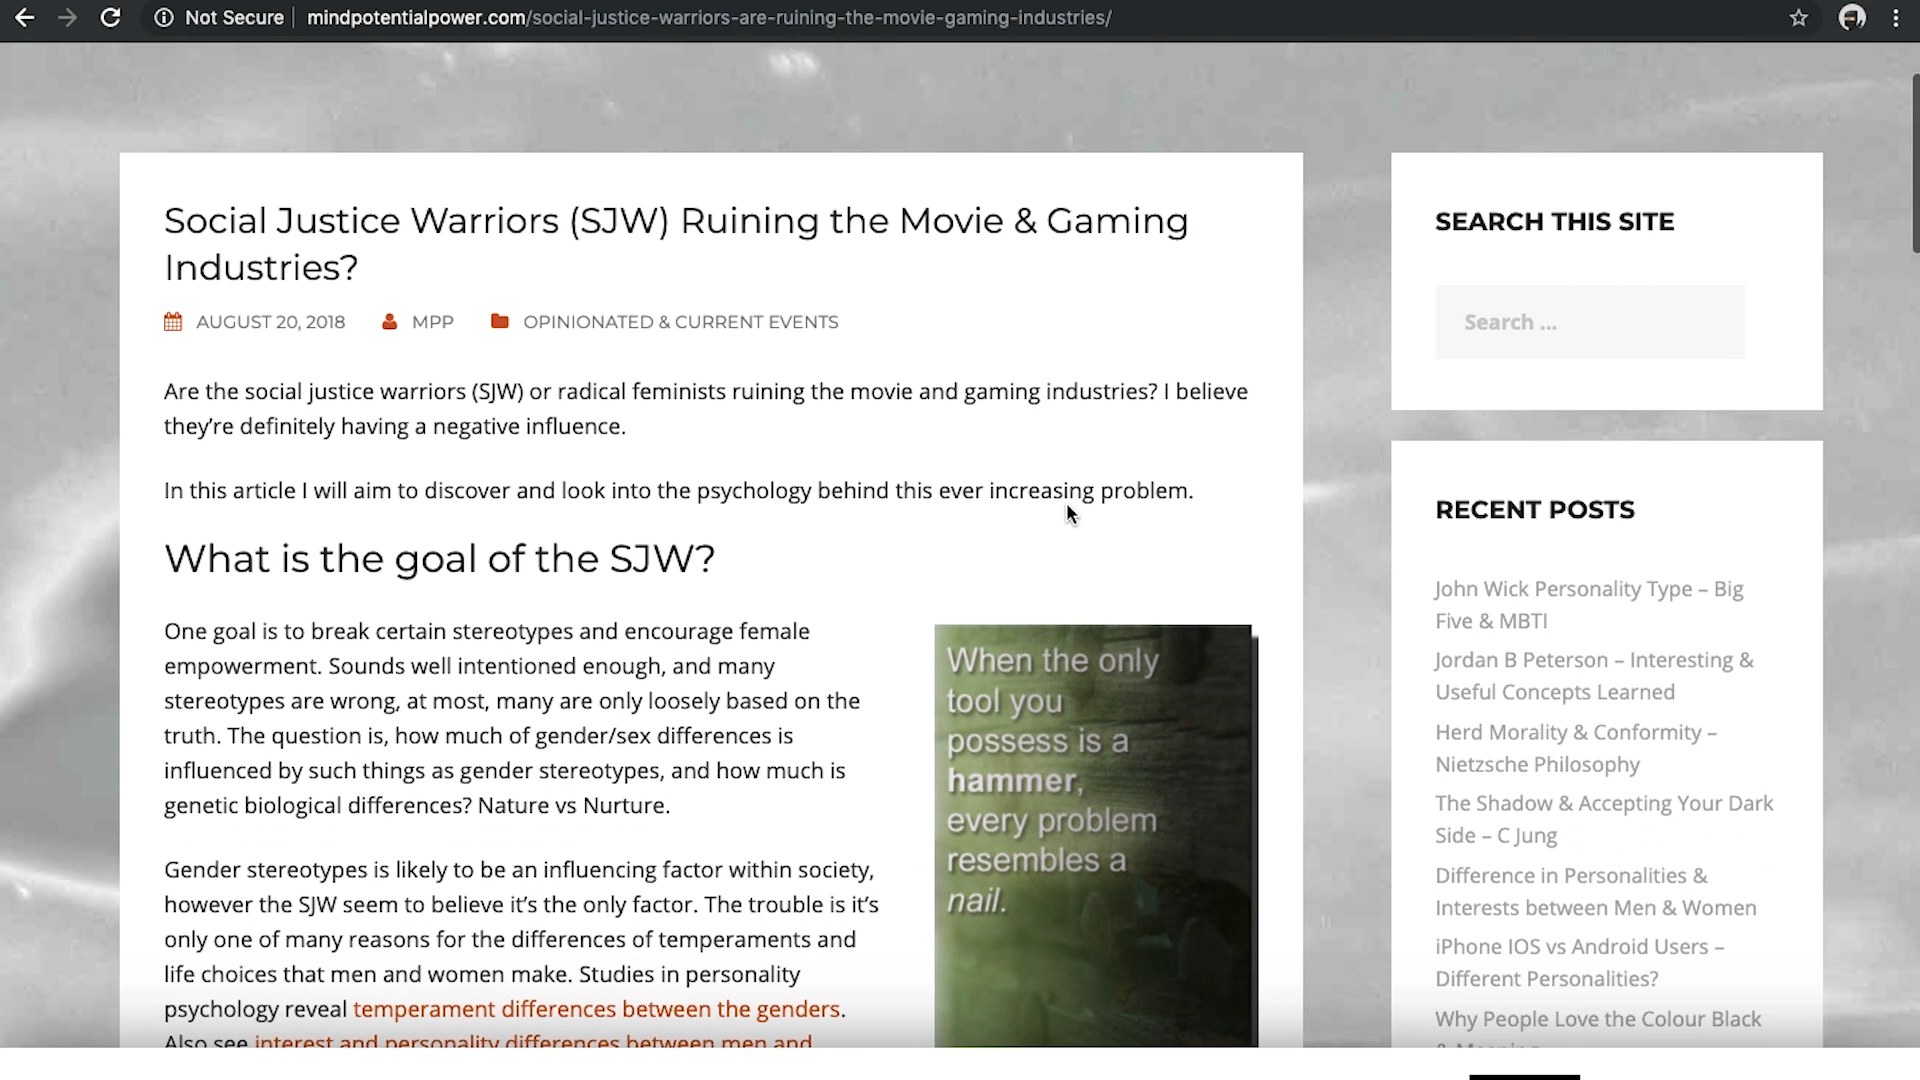 Not Secure
mindpotentialpower.com/social-justice-warriors-are-ruining-the-movie-gaming-industries/
Social Justice Warriors (SJW) Ruining the Movie & Gaming
Industries?
AUGUST 20, 2018 MPP OPINIONATED & CURRENT EVENTS
Are the social justice warriors (SJW) or radical feminists ruining the movie and gaming industries? I believe
they’re definitely having a negative influence.
In this article I will aim to discover and look into the psychology behind this ever increasing problem.
What is the goal of the SJW?
One goal is to break certain stereotypes and encourage female
empowerment. Sounds well intentioned enough, and many
stereotypes are wrong, at most, many are only loosely based on the
truth. The question is, how much of gender/sex differences is
influenced by such things as gender stereotypes, and how much is
genetic biological differences? Nature vs Nurture.
Gender stereotypes is likely to be an influencing factor within society,
however the SJW seem to believe it’s the only factor. The trouble is it’s
only one of many reasons for the differences of temperaments and
life choices that men and women make. Studies in personality
psychology reveal temperament differences between the genders.
Also see interest and personality differences between men and
When the only
tool you
possess is a
hammer,
every problem
resembles a
nail.
SEARCH THIS SITE
Search ...
RECENT POSTS
John Wick Personality Type – Big
Five & MBTI
Jordan B Peterson – Interesting &
Useful Concepts Learned
Herd Morality & Conformity –
Nietzsche Philosophy
The Shadow & Accepting Your Dark
Side – C Jung
Difference in Personalities &
Interests between Men & Women
iPhone IOS vs Android Users –
Different Personalities?
Why People Love the Colour Black